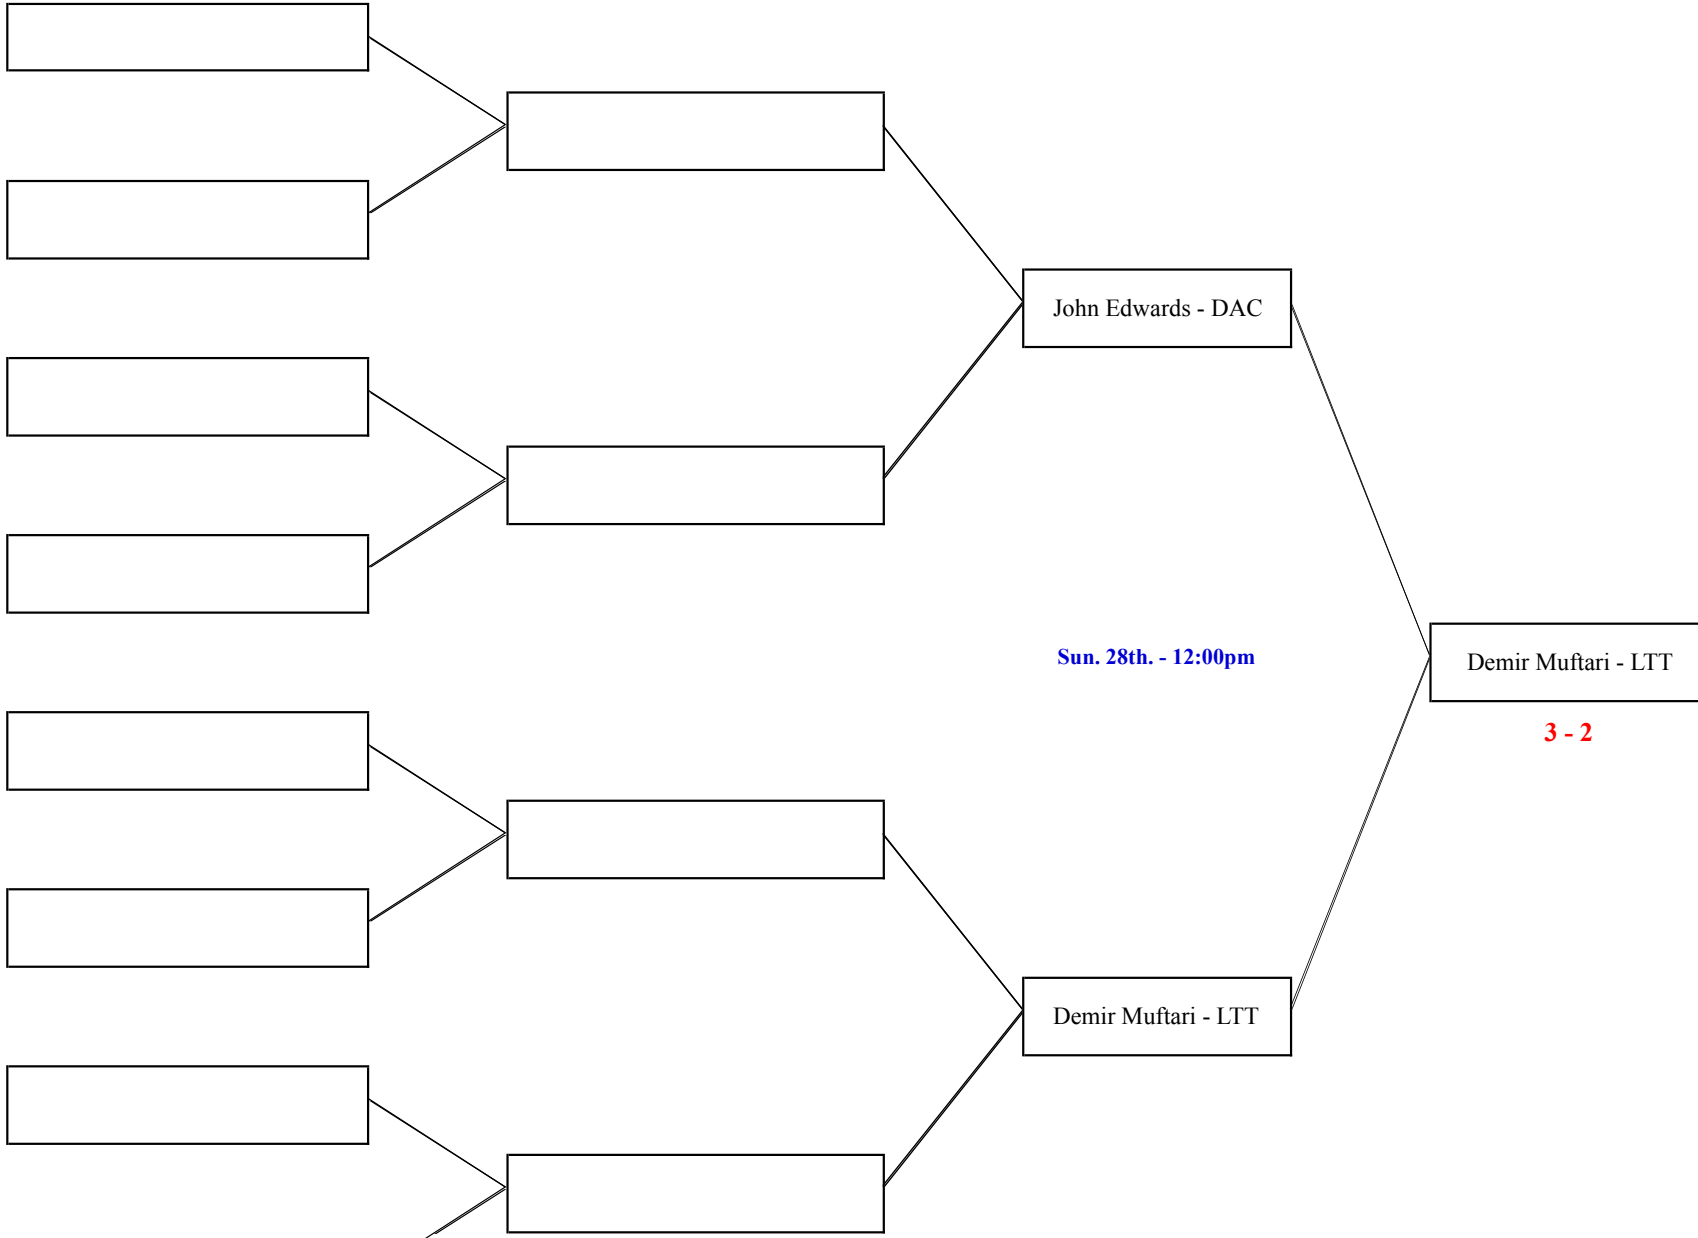 John Edwards - DAC
Sun. 28th. - 12:00pm
Demir Muftari - LTT
3 - 2
Demir Muftari - LTT